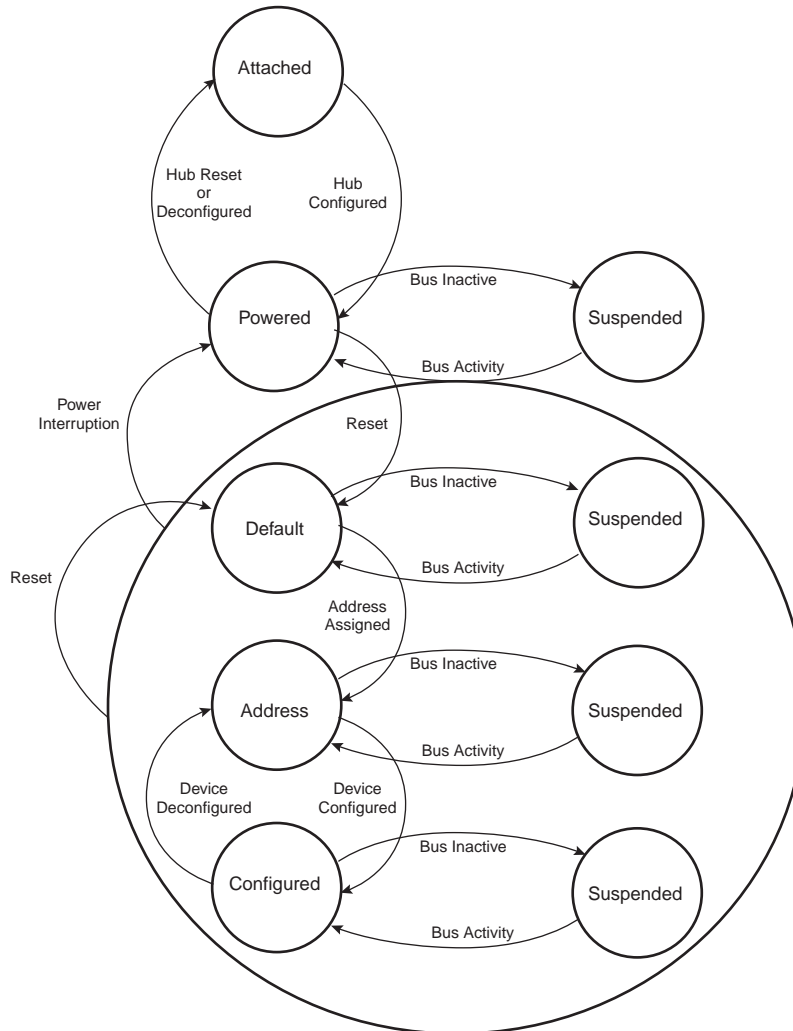 Attached
Hub Reset
or
Deconfigured
Hub
Configured
Powered
Bus Inactive
Suspended
Bus Activity
Power
Interruption
Reset
Default
Bus Inactive
Suspended
Bus Activity
Reset
Address
Assigned
Address
Bus Inactive
Suspended
Bus Activity
Device
Deconfigured
Device
Configured
Configured
Bus Inactive
Suspended
Bus Activity